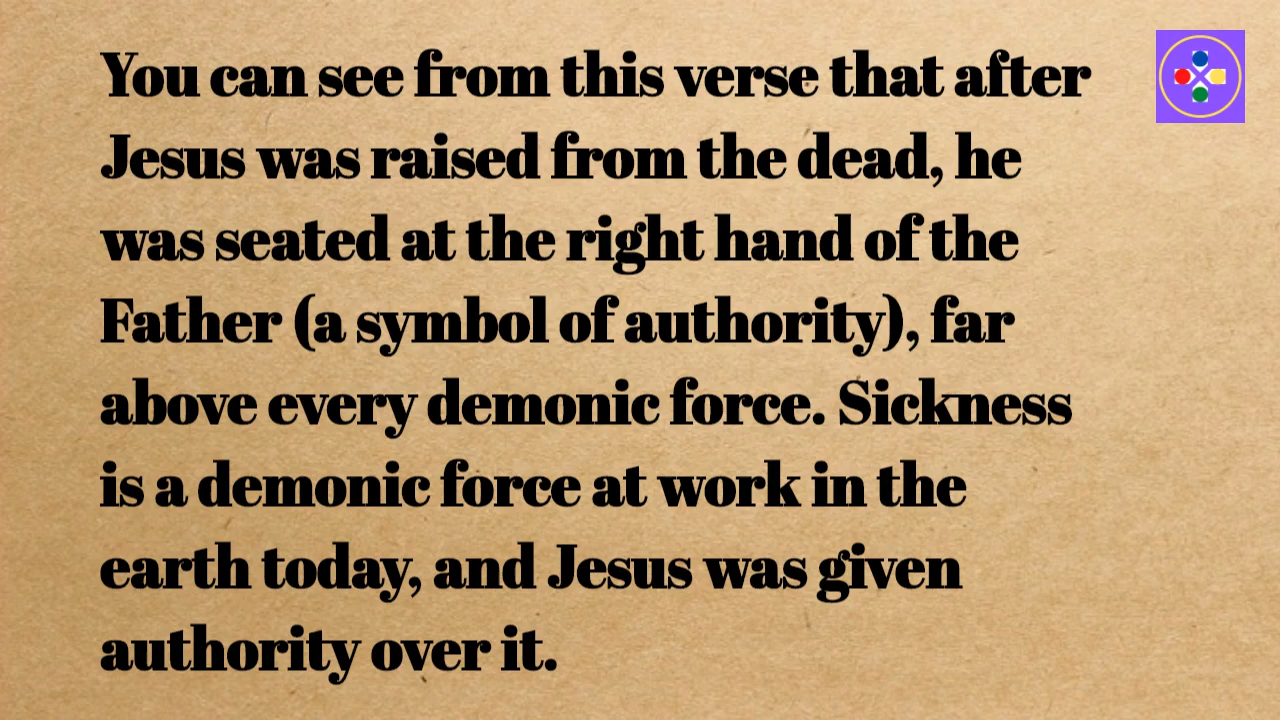 You can see from this verse that after
Jesus was raised from the dead, he
was seated at the right hand of the
Father (a symbol of authority), far
above every demonic force. Sickness
is a demonic force at work in the
earth today, and Jesus was given
authority over it.